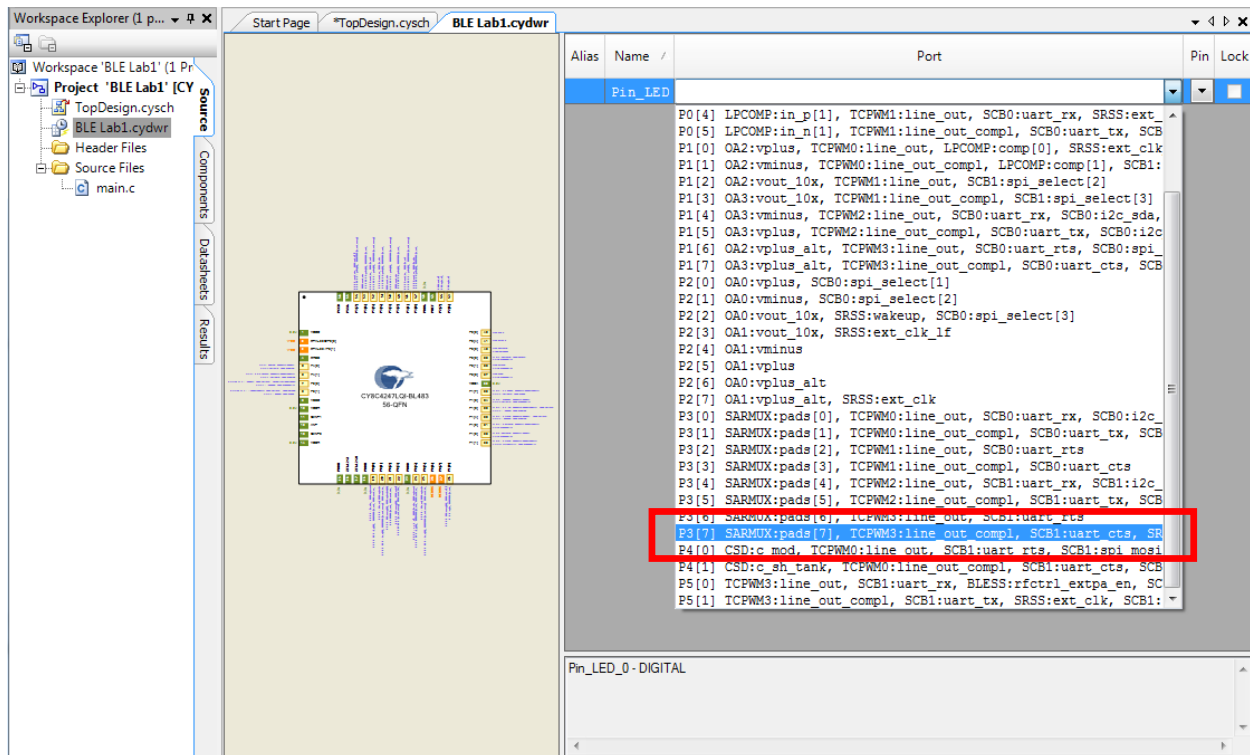 Workspace Explorer (1 p...
Start Page
*TopDesign.cysch
BLE Lab1.cydwr
Workspace 'BLE Lab1' (1 Pr
Project 'BLE Lab1' [CY
TopDesign.cysch
BLE Lab1.cydwr
Header Files
Source Files
main.c
Source
Components
Datasheets
Results
CY8C4247LQI-BL483
56-QFN
Alias Name / Port Pin Lock
Pin_LED
P0[4] LPCOMP:in_p[1], TCPWM1:line_out, SCB0:uart_rx, SRSS:ext_
P0[5] LPCOMP:in_n[1], TCPWM1:line_out_compl, SCB0:uart_tx, SCB
P1[0] OA2:vplus, TCPWM0:line_out, LPCOMP:comp[0], SRSS:ext_clk
P1[1] OA2:vminus, TCPWM0:line_out_compl, LPCOMP:comp[1], SCB1:
P1[2] OA2:vout_10x, TCPWM1:line_out, SCB1:spi_select[2]
P1[3] OA3:vout_10x, TCPWM1:line_out_compl, SCB1:spi_select[3]
P1[4] OA3:vminus, TCPWM2:line_out, SCB0:uart_rx, SCB0:i2c_sda,
P1[5] OA3:vplus, TCPWM2:line_out_compl, SCB0:uart_tx, SCB0:i2c
P1[6] OA2:vplus_alt, TCPWM3:line_out, SCB0:uart_rts, SCB0:spi_
P1[7] OA3:vplus_alt, TCPWM3:line_out_compl, SCB0:uart_cts, SCB
P2[0] OA0:vplus, SCB0:spi_select[1]
P2[1] OA0:vminus, SCB0:spi_select[2]
P2[2] OA0:vout_10x, SRSS:wakeup, SCB0:spi_select[3]
P2[3] OA1:vout_10x, SRSS:ext_clk_lf
P2[4] OA1:vminus
P2[5] OA1:vplus
P2[6] OA0:vplus_alt
P2[7] OA1:vplus_alt, SRSS:ext_clk
P3[0] SARMUX:pads[0], TCPWM0:line_out, SCB0:uart_rx, SCB0:i2c_
P3[1] SARMUX:pads[1], TCPWM0:line_out_compl, SCB0:uart_tx, SCB
P3[2] SARMUX:pads[2], TCPWM1:line_out, SCB0:uart_rts
P3[3] SARMUX:pads[3], TCPWM1:line_out_compl, SCB0:uart_cts
P3[4] SARMUX:pads[4], TCPWM2:line_out, SCB1:uart_rx, SCB1:i2c_
P3[5] SARMUX:pads[5], TCPWM2:line_out_compl, SCB1:uart_tx, SCB
P3[6] SARMUX:pads[6], TCPWM3:line_out, SCB1:uart_rts
P3[7] SARMUX:pads[7], TCPWM3:line_out_compl, SCB1:uart_cts, SR
P4[0] CSD:c_mod, TCPWM0:line_out, SCB1:uart_rts, SCB1:spi_mosi
P4[1] CSD:c_sh_tank, TCPWM0:line_out_compl, SCB1:uart_cts, SCB
P5[0] TCPWM3:line_out, SCB1:uart_rx, BLESS:rfctrl_extpa_en, SC
P5[1] TCPWM3:line_out_compl, SCB1:uart_tx, SRSS:ext_clk, SCB1:
Pin_LED_0 - DIGITAL